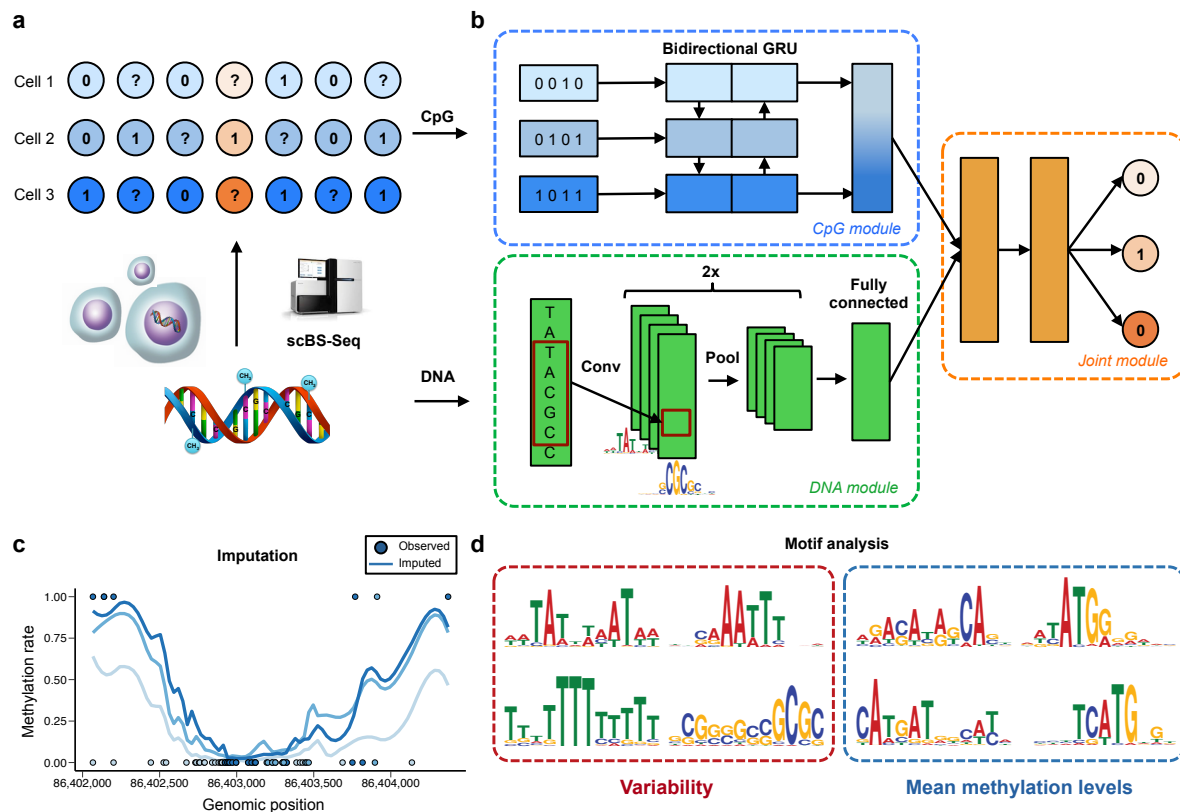 a
Cell 1 0 ? 0 ? 1 0 ?
Cell 2 0 1 ? 1 ? 0 1
Cell 3 1 ? 0 ? 1 ? 1
CpG
scBS-Seq
DNA
CH3
CH3
CH3
b
Bidirectional GRU
0 0 1 0
0 1 0 1
1 0 1 1
CpG module
T
A
T
A
C
G
C
C
Conv
2x
Pool
Fully
connected
DNA module
0
1
0
Joint module
c
Imputation
Observed
Imputed
Methylation rate
1.00
0.75
0.50
0.25
0.00
86,402,000 86,402,500 86,403,000 86,403,500 86,404,000
Genomic position
d
Motif analysis
Variability
Mean methylation levels